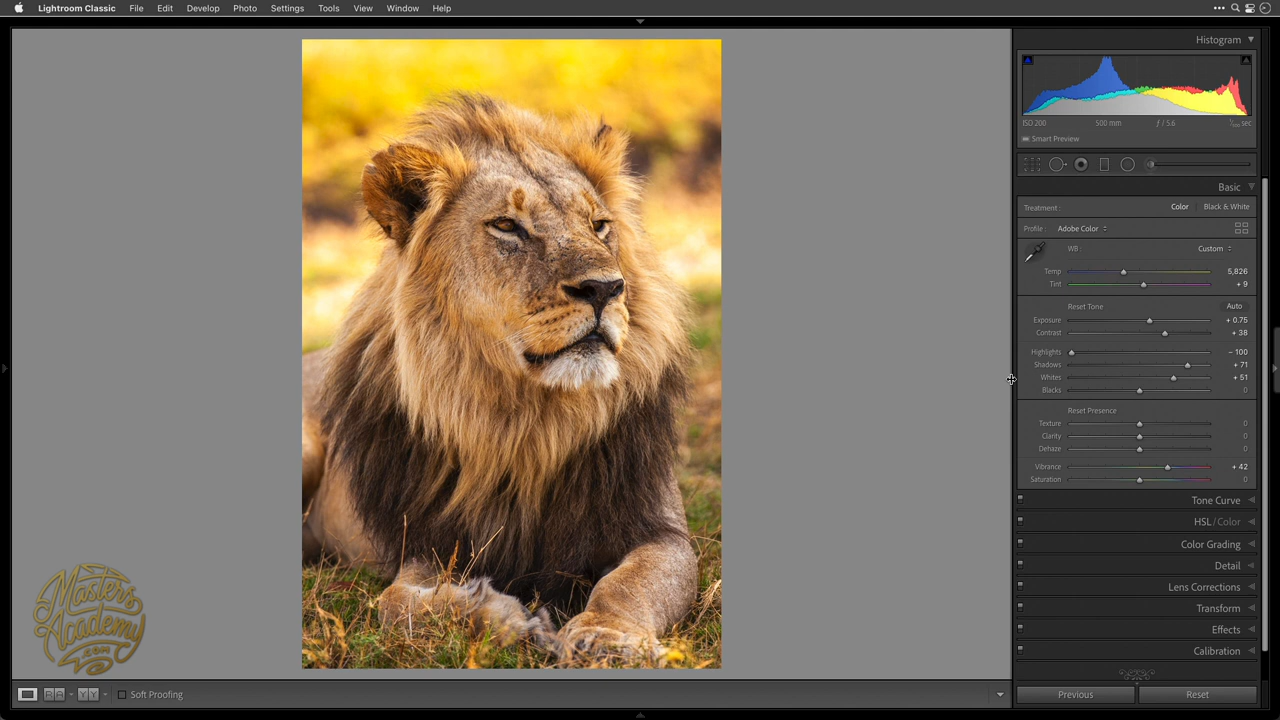 Lightroom Classic File Edit Develop Photo Settings Tools View Window Help
Histogram
ISO 200 500 mm ƒ / 5.6 sec
Smart Preview
Basic
Treatment : Color Black & White
Profile : Adobe Color
WB : Custom
Temp 5,826
Tint + 9
Reset Tone Auto
Exposure + 0.75
Contrast + 38
Highlights − 100
Shadows + 71
Whites + 51
Blacks 0
Reset Presence
Texture 0
Clarity 0
Dehaze 0
Vibrance + 42
Saturation 0
Tone Curve
HSL / Color
Color Grading
Detail
Lens Corrections
Transform
Effects
Calibration
Masters
Academy
.com
R A Y Y Soft Proofing
Previous Reset